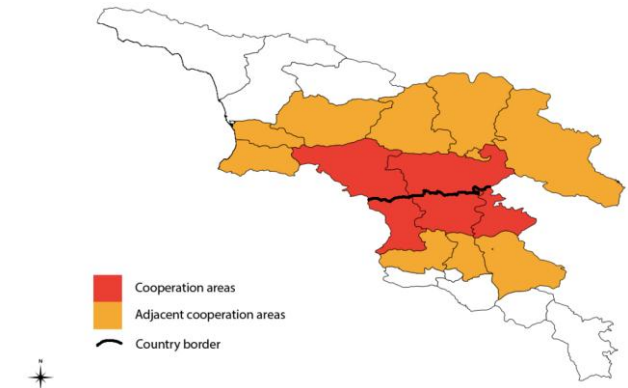 Cooperation areas
Adjacent cooperation areas
Country border
N